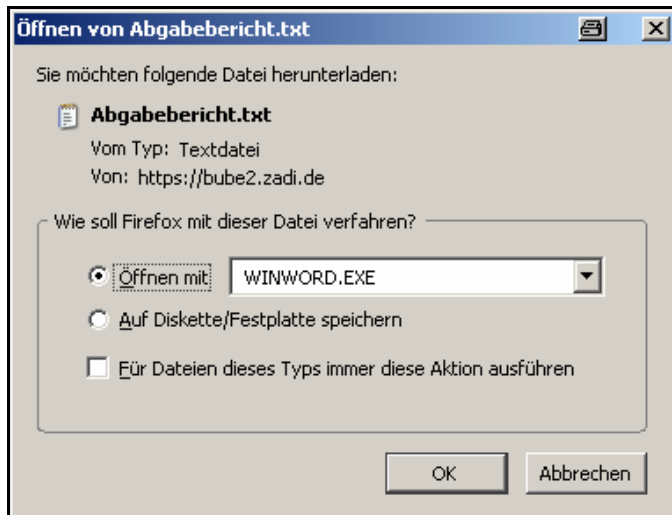 Öffnen von Abgabebericht.txt
Sie möchten folgende Datei herunterladen:
Abgabebericht.txt
Vom Typ: Textdatei
Von: https://bube2.zadi.de
Wie soll Firefox mit dieser Datei verfahren?
Öffnen mit WINWORD.EXE
Auf Diskette/Festplatte speichern
Für Dateien dieses Typs immer diese Aktion ausführen
OK Abbrechen